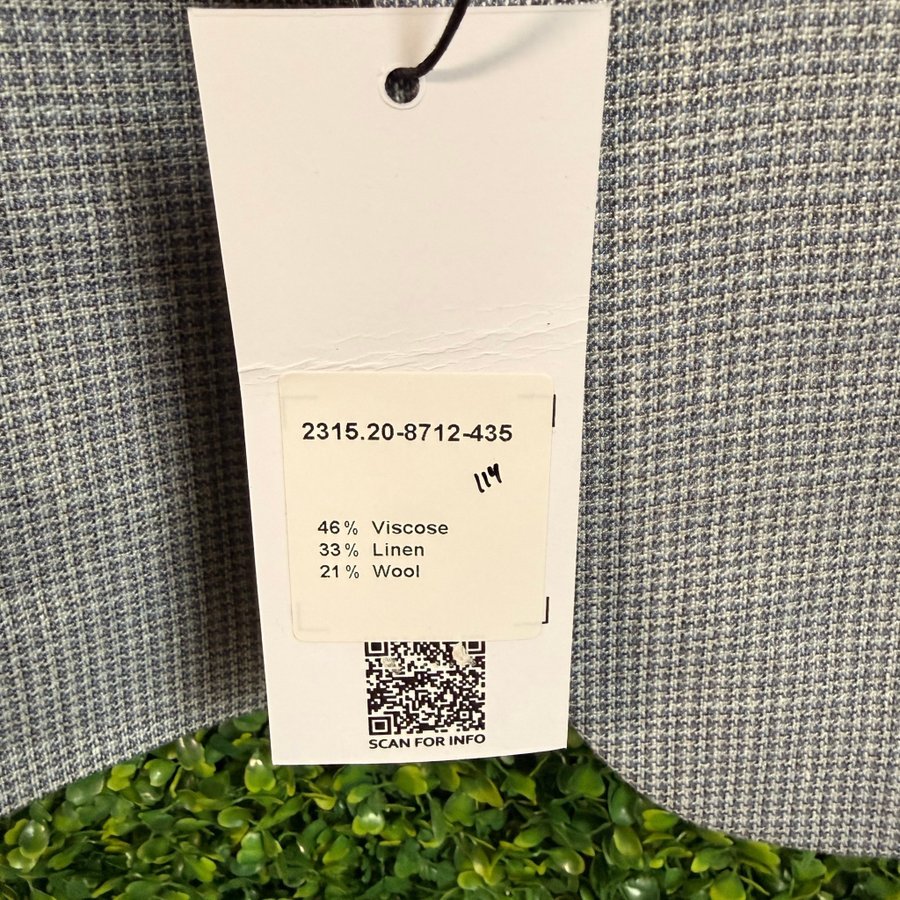 2315.20-8712-435
114
46% Viscose
33% Linen
21% Wool
SCAN FOR INFO